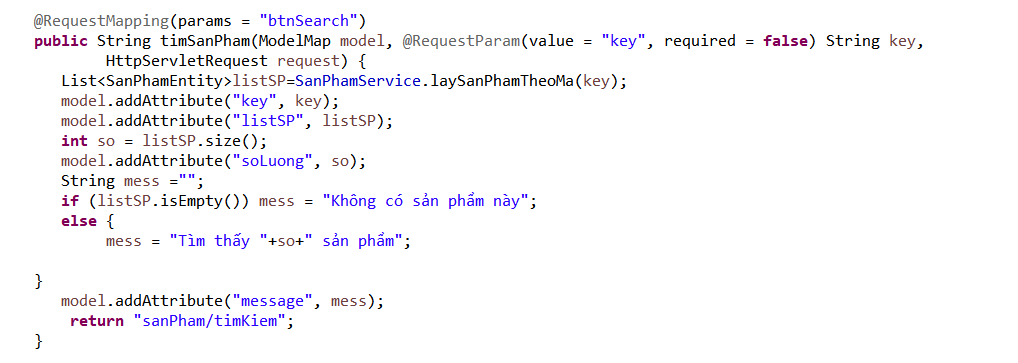 @RequestMapping(params = "btnSearch")
public String timSanPham(ModelMap model, @RequestParam(value = "key", required = false) String key,
HttpServletRequest request) {
List<SanPhamEntity>listSP=SanPhamService.laySanPhamTheoMa(key);
model.addAttribute("key", key);
model.addAttribute("listSP", listSP);
int so = listSP.size();
model.addAttribute("soLuong", so);
String mess ="";
if (listSP.isEmpty()) mess = "Không có sản phẩm này";
else {
mess = "Tìm thấy "+so+" sản phẩm";
}
model.addAttribute("message", mess);
return "sanPham/timKiem";
}